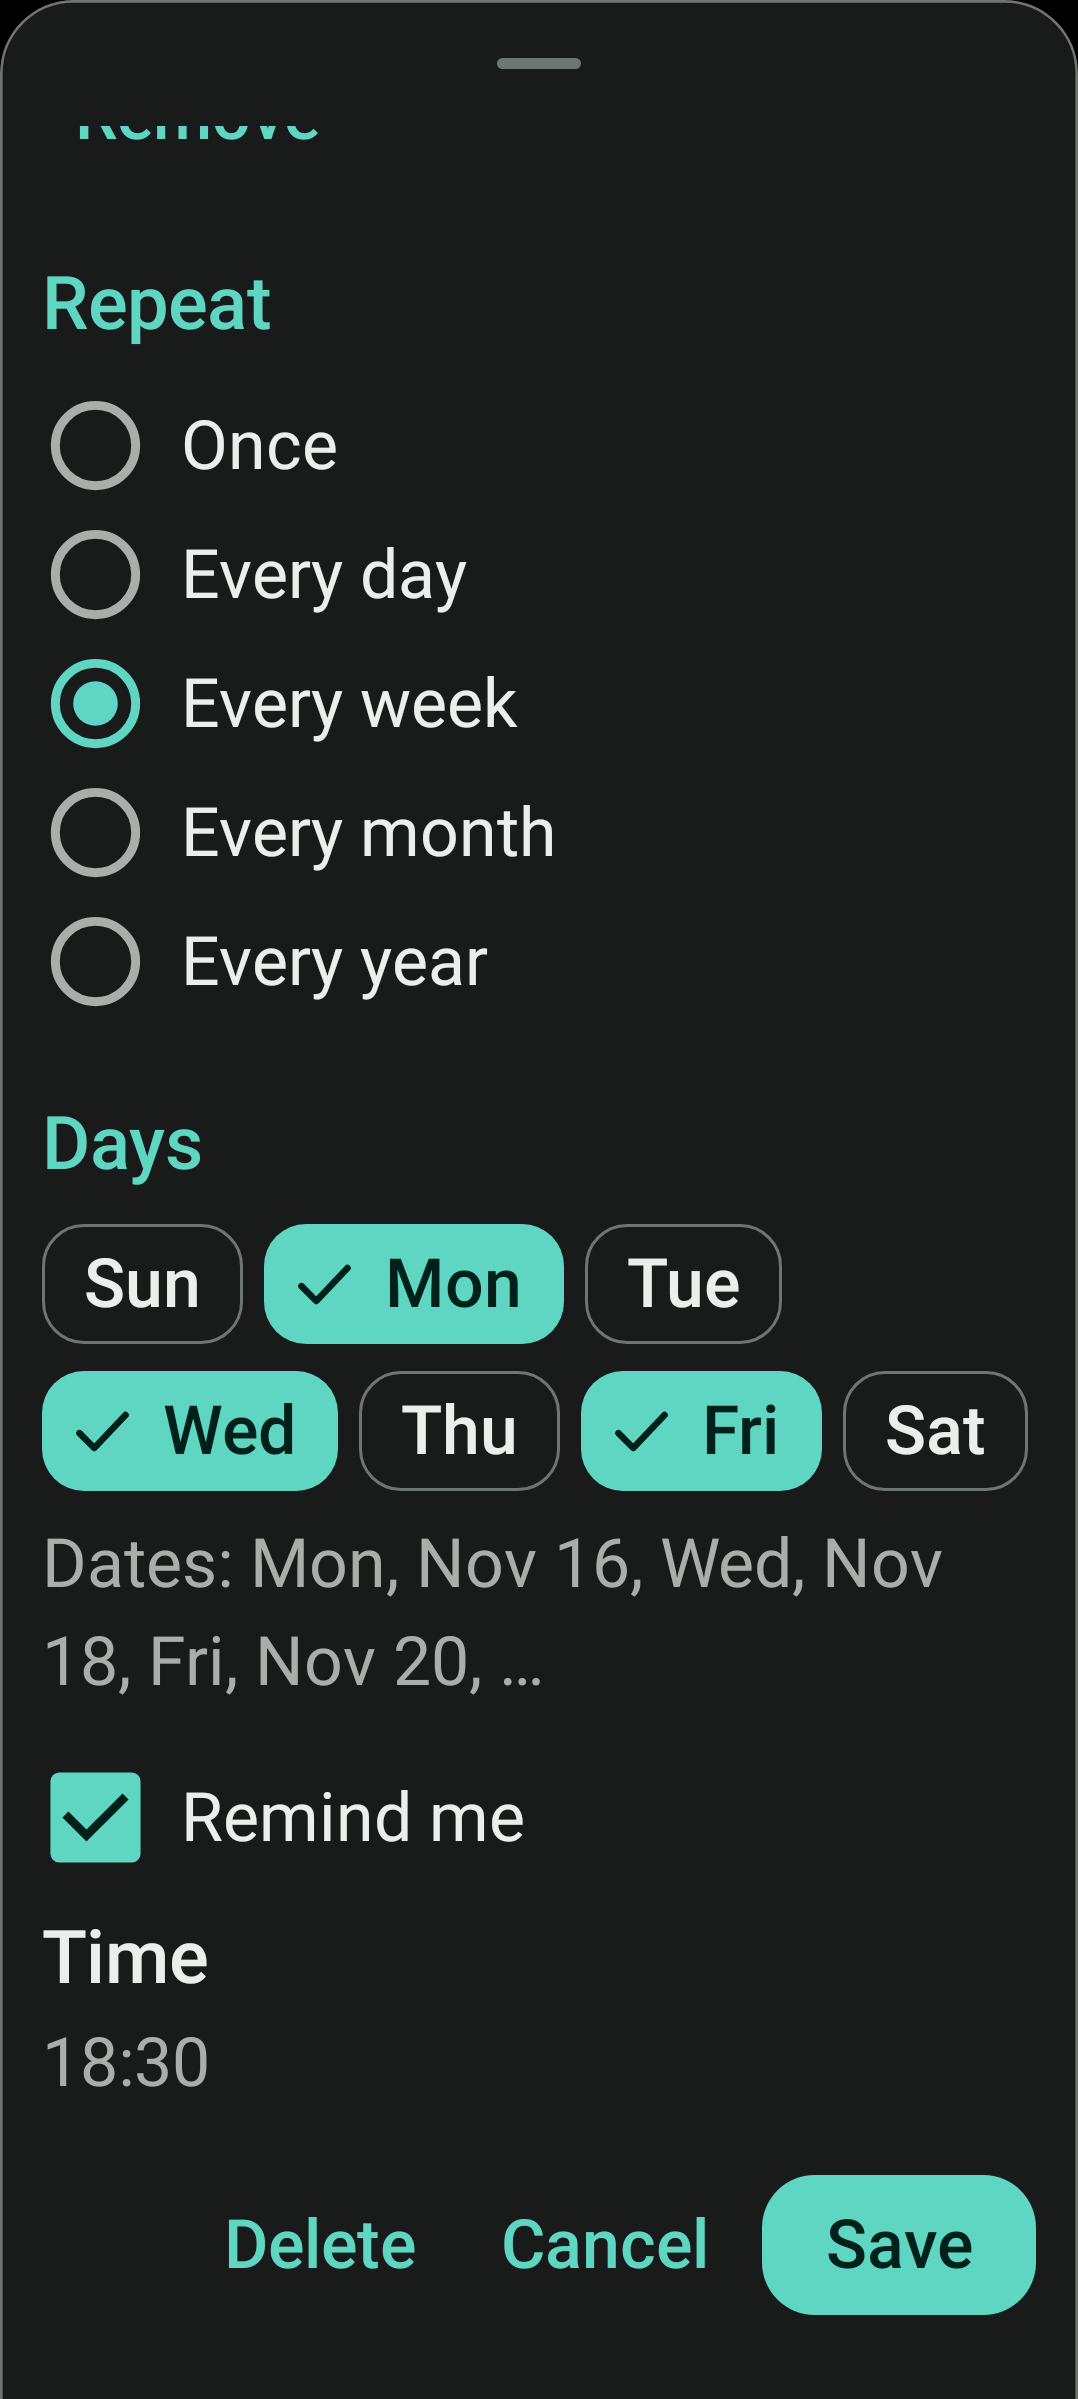 Remove
Repeat
Once
Every day
Every week
Every month
Every year
Days
Sun
Mon
Tue
Wed
Thu
Fri
Sat
Dates: Mon, Nov 16, Wed, Nov
18, Fri, Nov 20, …
Remind me
Time
18:30
Delete
Cancel
Save